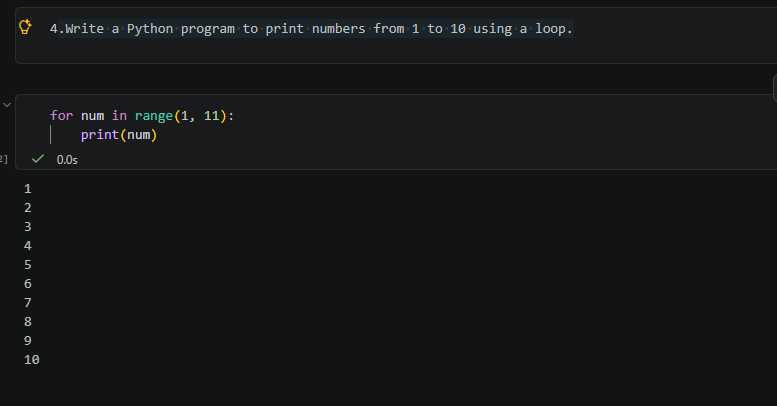 4.Write a Python program to print numbers from 1 to 10 using a loop.
for num in range(1, 11):
    print(num)
2]
0.0s
1
2
3
4
5
6
7
8
9
10